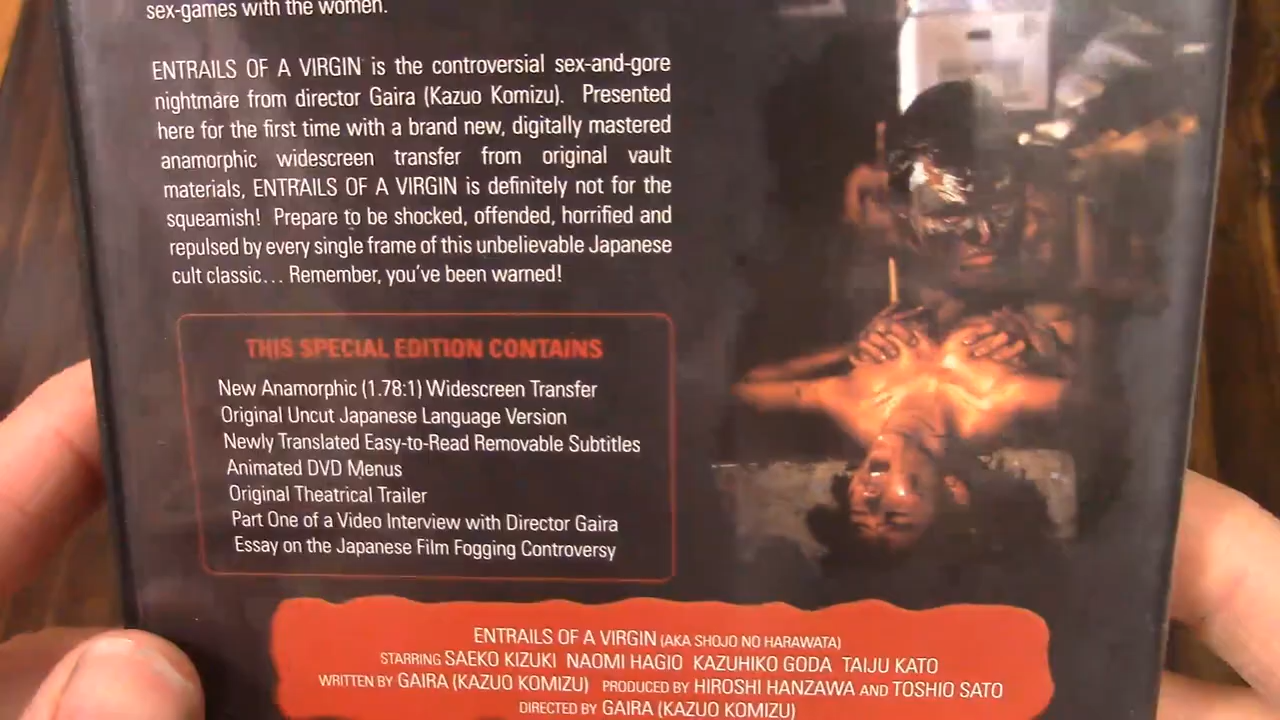 sex-games with the women.
ENTRAILS OF A VIRGIN is the controversial sex-and-gore
nightmare from director Gaira (Kazuo Komizu). Presented
here for the first time with a brand new, digitally mastered
anamorphic widescreen transfer from original vault
materials, ENTRAILS OF A VIRGIN is definitely not for the
squeamish! Prepare to be shocked, offended, horrified and
repulsed by every single frame of this unbelievable Japanese
cult classic... Remember, you've been warned!
THIS SPECIAL EDITION CONTAINS
New Anamorphic (1.78:1) Widescreen Transfer
Original Uncut Japanese Language Version
Newly Translated Easy-to-Read Removable Subtitles
Animated DVD Menus
Original Theatrical Trailer
Part One of a Video Interview with Director Gaira
Essay on the Japanese Film Fogging Controversy
ENTRAILS OF A VIRGIN (AKA SHOJO NO HARAWATA)
STARRING SAEKO KIZUKI NAOMI HAGIO KAZUHIKO GODA TAIJU KATO
WRITTEN BY GAIRA (KAZUO KOMIZU) PRODUCED BY HIROSHI HANZAWA AND TOSHIO SATO
DIRECTED BY GAIRA (KAZUO KOMIZU)